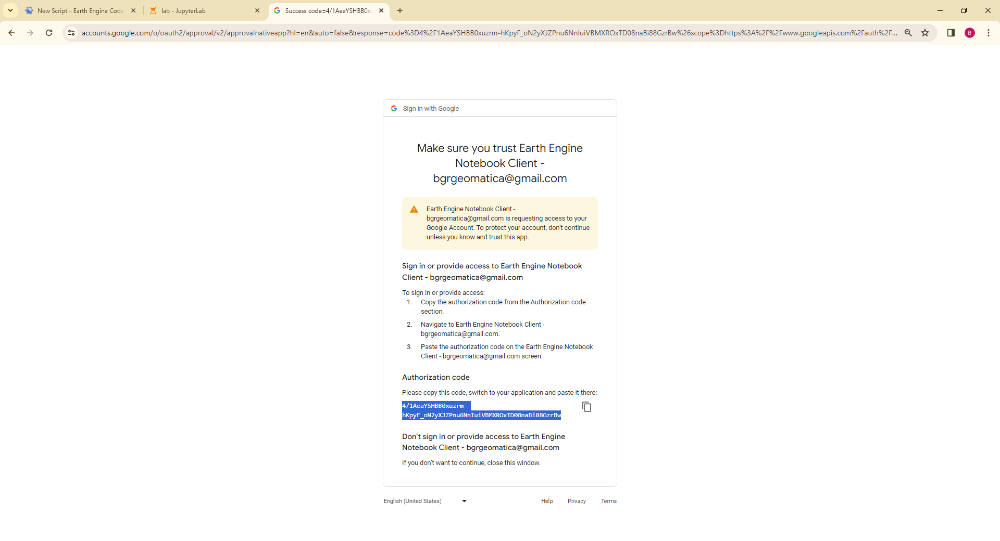 New Script - Earth Engine Code
lab - JupyterLab
Success code=4/1AeaYSHBB0xu
accounts.google.com/o/oauth2/approval/v2/approvalnativeapp?hl=en&auto=false&response=code%3D4%2F1AeaYSHBB0xuzrm-hKpyF_oN2yXJZPnu6NnIuiVBMXROxTD08naBi88GzrBw%26scope%3Dhttps%3A%2F%2Fwww.googleapis.com%2Fauth%2F...
B
Sign in with Google
Make sure you trust Earth Engine
Notebook Client -
bgrgeomatica@gmail.com
Earth Engine Notebook Client -
bgrgeomatica@gmail.com is requesting access to your
Google Account. To protect your account, don’t continue
unless you know and trust this app.
Sign in or provide access to Earth Engine Notebook
Client - bgrgeomatica@gmail.com
To sign in or provide access:
1. Copy the authorization code from the Authorization code
section.
2. Navigate to Earth Engine Notebook Client -
bgrgeomatica@gmail.com.
3. Paste the authorization code on the Earth Engine Notebook
Client - bgrgeomatica@gmail.com screen.
Authorization code
Please copy this code, switch to your application and paste it there:
4/1AeaYSHBB0xuzrm-
hKpyF_oN2yXJZPnu6NnIuiVBMXROxTD08naBi88GzrBw
Don’t sign in or provide access to Earth Engine
Notebook Client - bgrgeomatica@gmail.com
If you don’t want to continue, close this window.
English (United States)
Help Privacy Terms